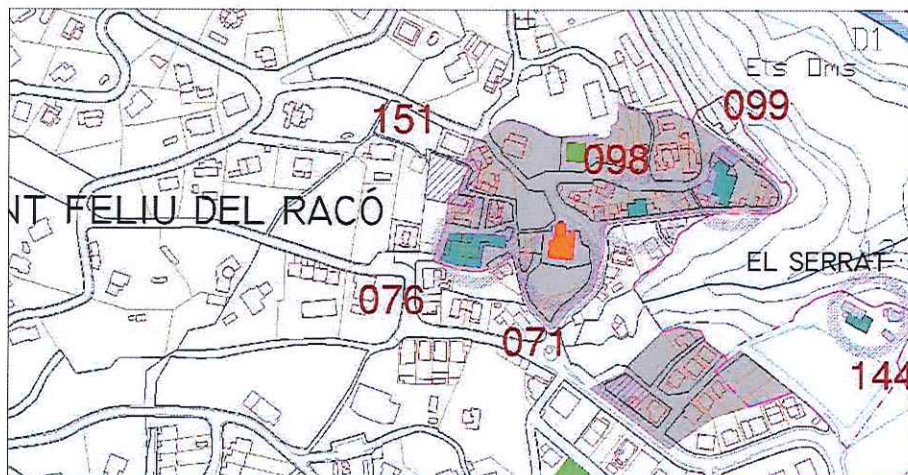 D1
Els Oms
099
151
098
NT FELIU DEL RACÓ
EL SERRAT
076
071
144